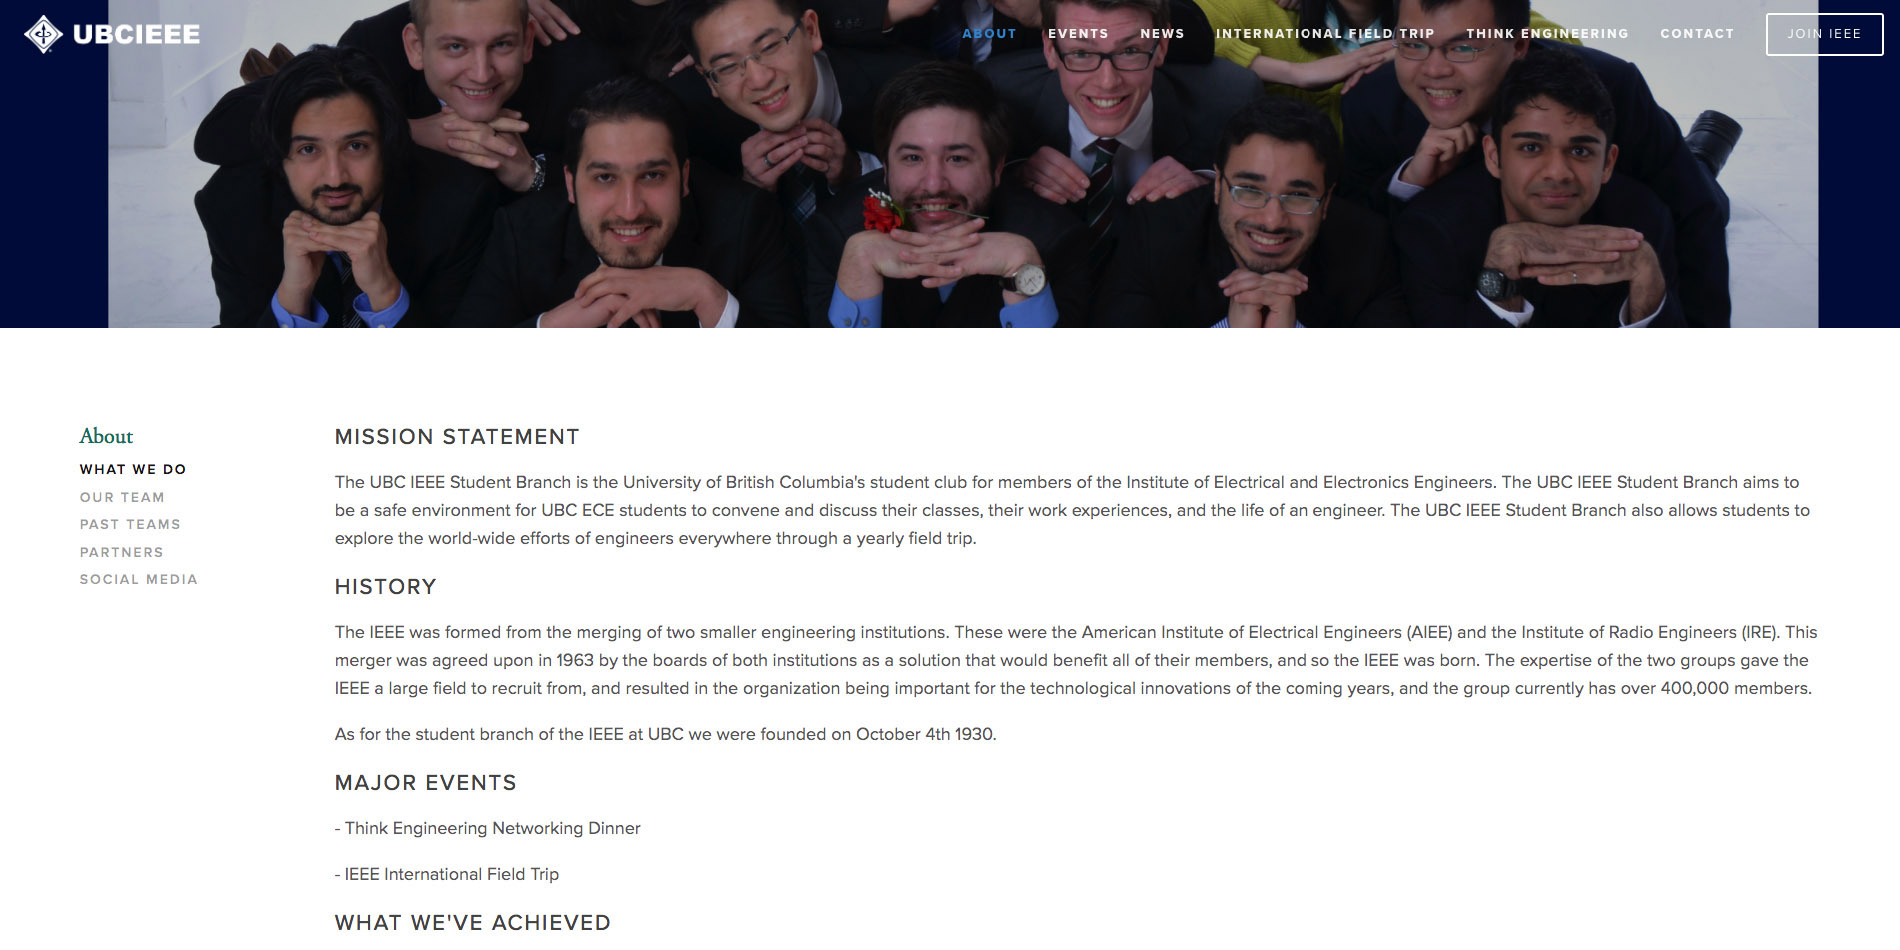 UBCIEEE
ABOUT EVENTS NEWS INTERNATIONAL FIELD TRIP THINK ENGINEERING CONTACT JOIN IEEE
About
WHAT WE DO
OUR TEAM
PAST TEAMS
PARTNERS
SOCIAL MEDIA
MISSION STATEMENT
The UBC IEEE Student Branch is the University of British Columbia's student club for members of the Institute of Electrical and Electronics Engineers. The UBC IEEE Student Branch aims to
be a safe environment for UBC ECE students to convene and discuss their classes, their work experiences, and the life of an engineer. The UBC IEEE Student Branch also allows students to
explore the world-wide efforts of engineers everywhere through a yearly field trip.
HISTORY
The IEEE was formed from the merging of two smaller engineering institutions. These were the American Institute of Electrical Engineers (AIEE) and the Institute of Radio Engineers (IRE). This
merger was agreed upon in 1963 by the boards of both institutions as a solution that would benefit all of their members, and so the IEEE was born. The expertise of the two groups gave the
IEEE a large field to recruit from, and resulted in the organization being important for the technological innovations of the coming years, and the group currently has over 400,000 members.
As for the student branch of the IEEE at UBC we were founded on October 4th 1930.
MAJOR EVENTS
- Think Engineering Networking Dinner
- IEEE International Field Trip
WHAT WE'VE ACHIEVED